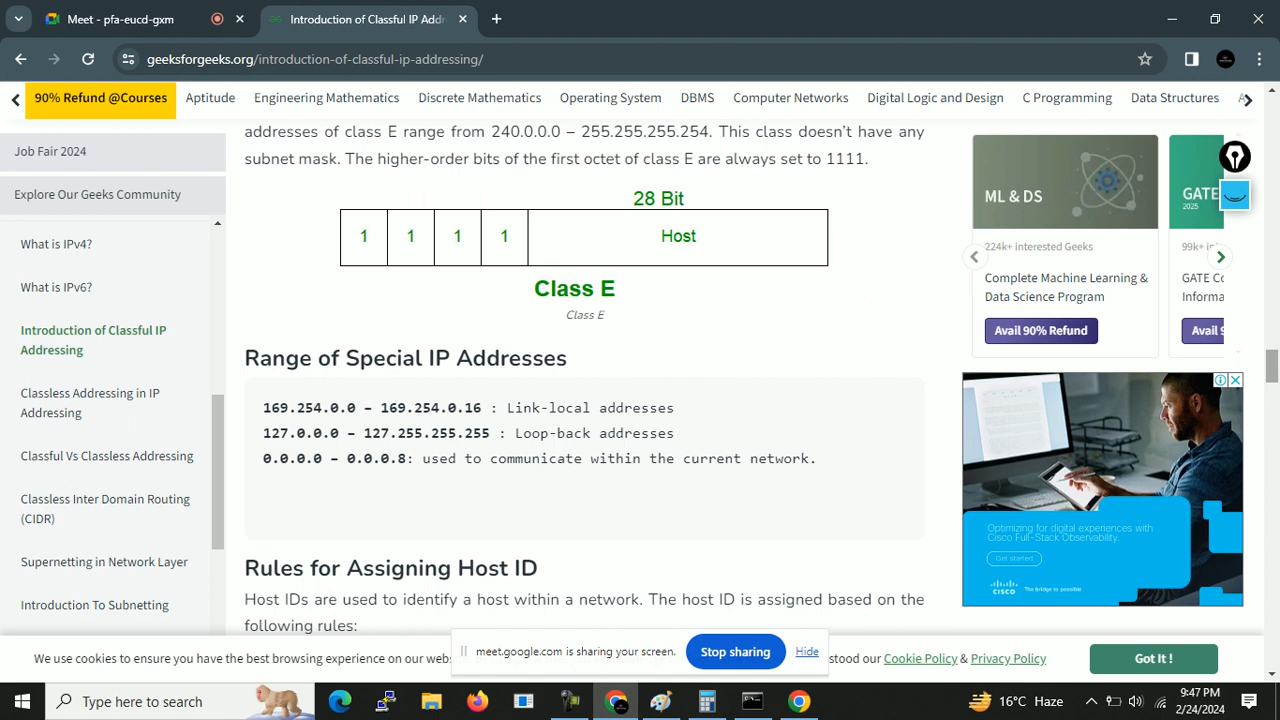 Meet - pfa-eucd-gxm
Introduction of Classful IP Addr
geeksforgeeks.org/introduction-of-classful-ip-addressing/
90% Refund @Courses Aptitude Engineering Mathematics Discrete Mathematics Operating System DBMS Computer Networks Digital Logic and Design C Programming Data Structures A
Job Fair 2024
Explore Our Geeks Community
What is IPv4?
What is IPv6?
Introduction of Classful IP
Addressing
Classless Addressing in IP
Addressing
Classful Vs Classless Addressing
Classless Inter Domain Routing
(CIDR)
Supernetting in Network Layer
Introduction To Subnetting
addresses of class E range from 240.0.0.0 – 255.255.255.254. This class doesn’t have any
subnet mask. The higher-order bits of the first octet of class E are always set to 1111.
28 Bit
1 1 1 1 Host
Class E
Class E
Range of Special IP Addresses
169.254.0.0 – 169.254.0.16 : Link-local addresses
127.0.0.0 – 127.255.255.255 : Loop-back addresses
0.0.0.0 – 0.0.0.8: used to communicate within the current network.
Rules for Assigning Host ID
Host IDs are used to identify a host within a network. The host ID is assigned based on the
following rules:
ML & DS
224k+ interested Geeks
Complete Machine Learning &
Data Science Program
Avail 90% Refund
GATE
2025
99k+ in
GATE Co
Informa
Avail 9
Optimizing for digital experiences with
Cisco Full-Stack Observability.
Get started
CISCO The bridge to possible
We use cookies to ensure you have the best browsing experience on our webs
stood our Cookie Policy & Privacy Policy
Got It !
meet.google.com is sharing your screen. Stop sharing Hide
Type here to search
16°C Haze
9:47 PM
2/24/2024